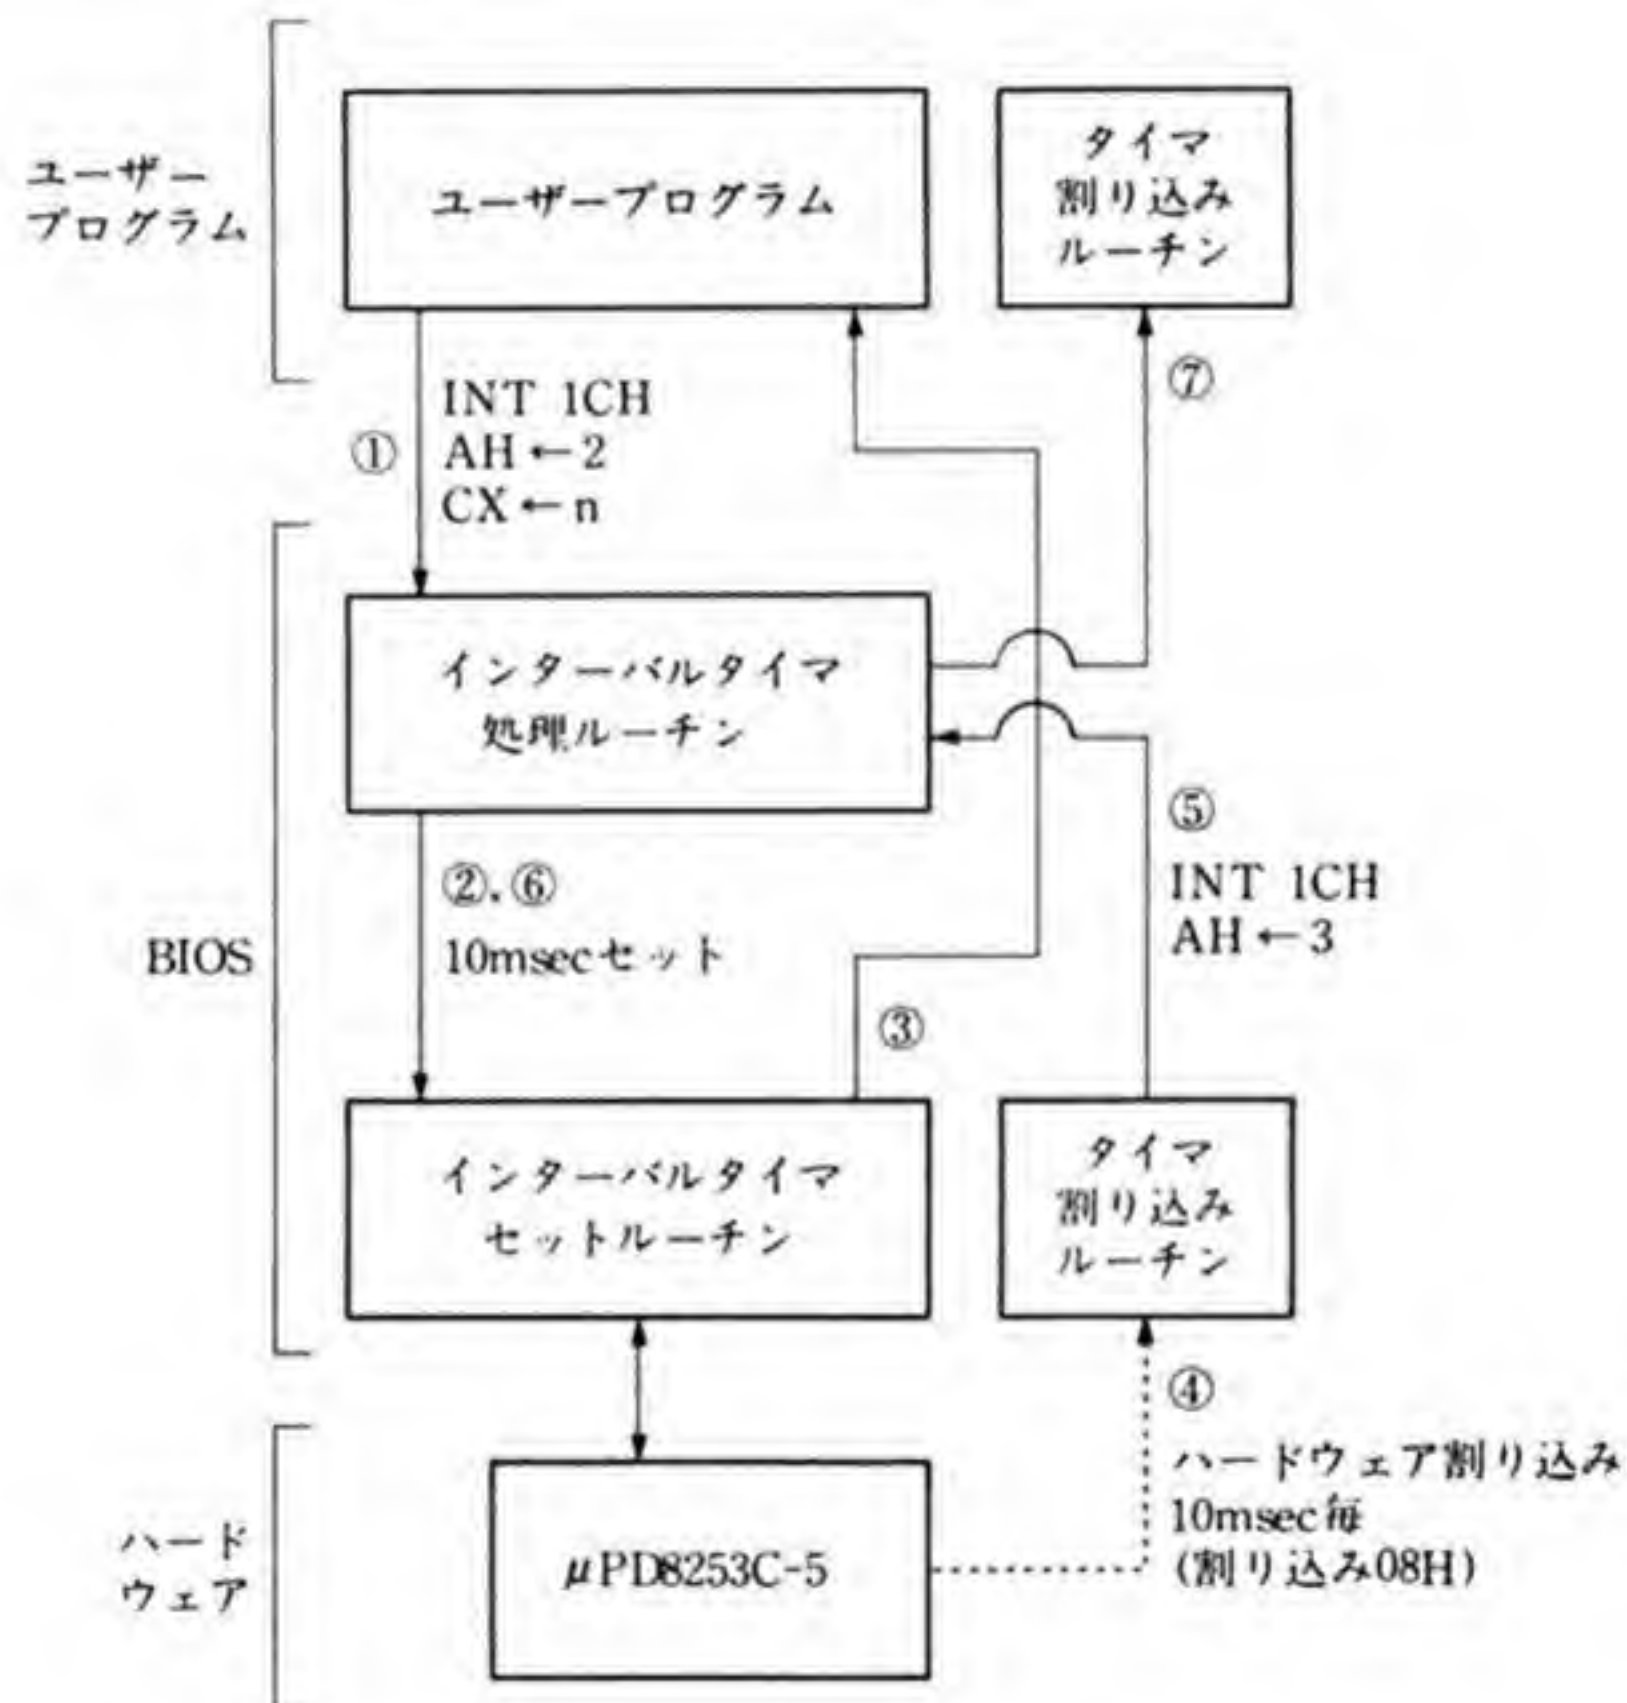 ユーザー
プログラム
ユーザープログラム
タイマ
割り込み
ルーチン
①
INT 1CH
AH←2
CX←n
⑦
BIOS
インターバルタイマ
処理ルーチン
②.⑥
10msecセット
③
⑤
INT 1CH
AH←3
インターバルタイマ
セットルーチン
タイマ
割り込み
ルーチン
④
ハードウェア割り込み
10msec毎
(割り込み08H)
ハード
ウェア
μPD8253C-5